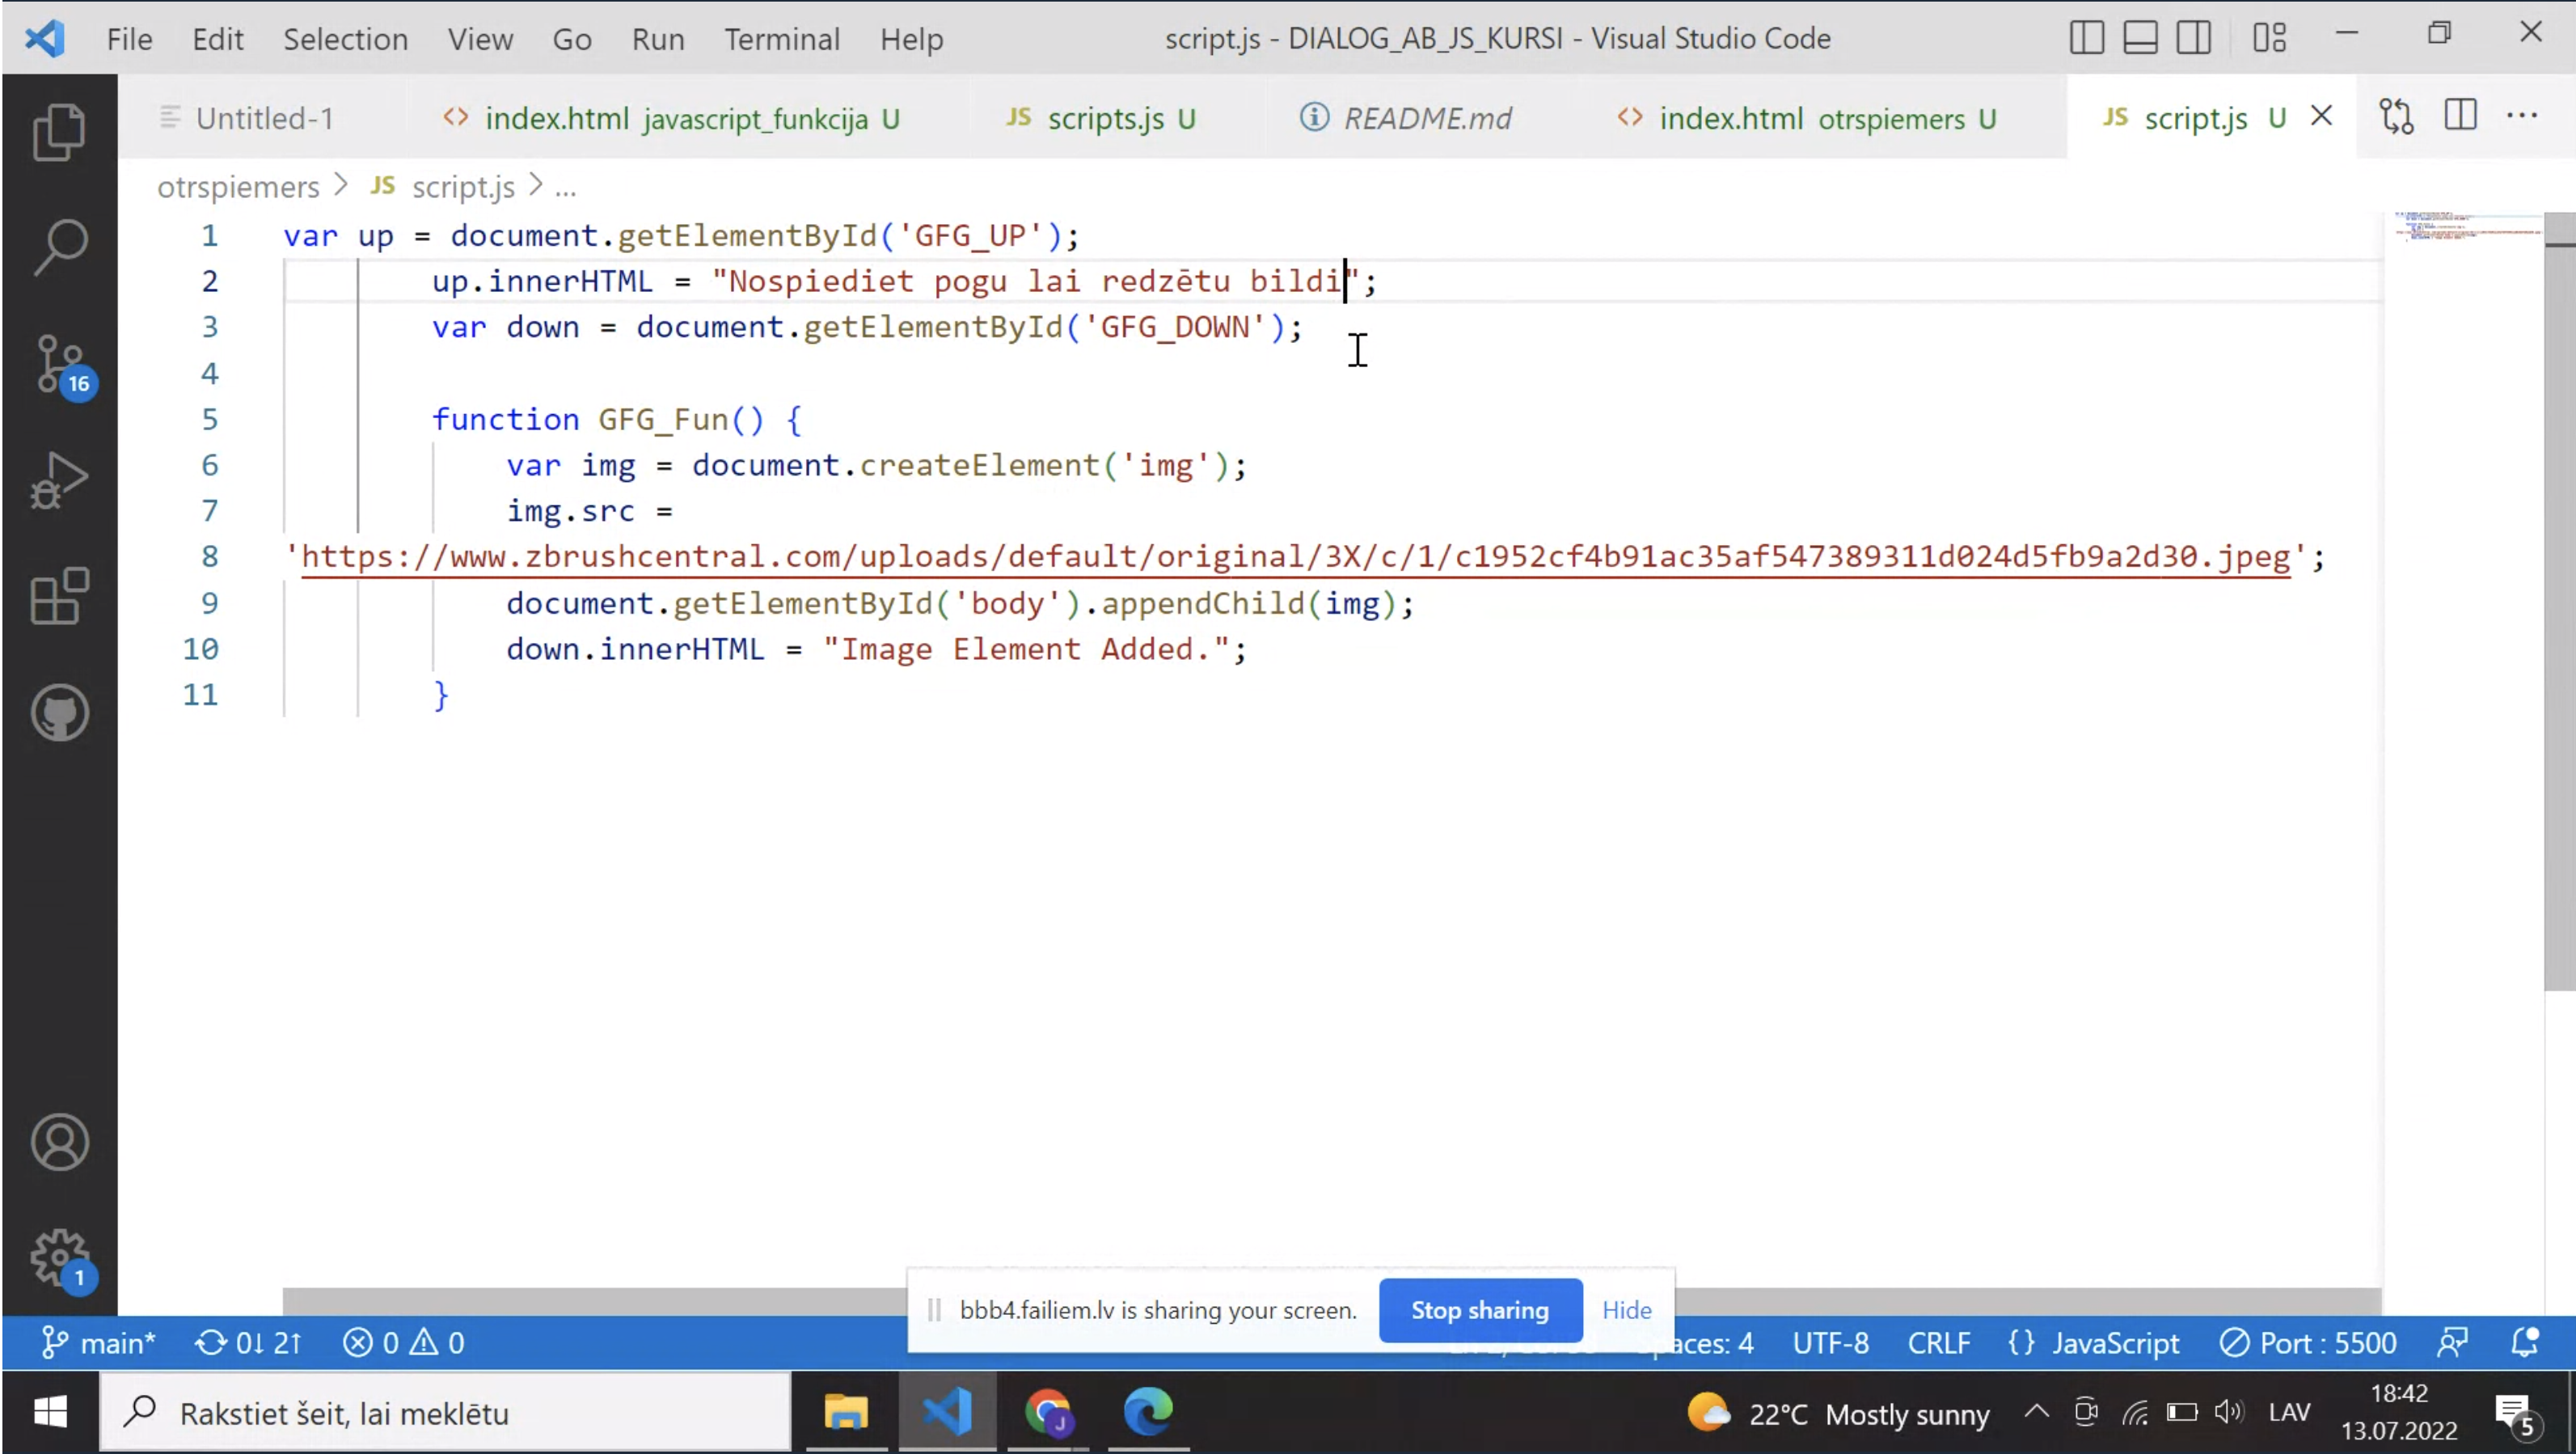 File Edit Selection View Go Run Terminal Help script.js - DIALOG_AB_JS_KURSI - Visual Studio Code
Untitled-1 index.html javascript_funkcija U JS scripts.js U README.md index.html otrspiemers U JS script.js U
otrspiemers > JS script.js > ...
1 var up = document.getElementById('GFG_UP');
2 up.innerHTML = "Nospiediet pogu lai redzētu bildi";
3 var down = document.getElementById('GFG_DOWN');
4
5 function GFG_Fun() {
6 var img = document.createElement('img');
7 img.src =
8 'https://www.zbrushcentral.com/uploads/default/original/3X/c/1/c1952cf4b91ac35af547389311d024d5fb9a2d30.jpeg';
9 document.getElementById('body').appendChild(img);
10 down.innerHTML = "Image Element Added.";
11 }
16
1
bbb4.failiem.lv is sharing your screen. Stop sharing Hide
main* 0↓ 2↑ 0 0 paces: 4 UTF-8 CRLF {} JavaScript Port : 5500
Rakstiet šeit, lai meklētu J 22°C Mostly sunny LAV 18:42
13.07.2022 5